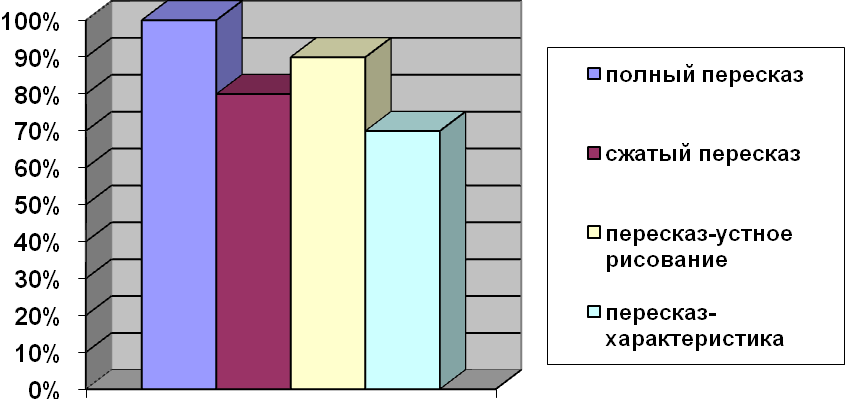 100%
90%
80%
70%
60%
50%
40%
30%
20%
10%
0%
полный пересказ
сжатый пересказ
пересказ-устное
рисование
пересказ-
характеристика